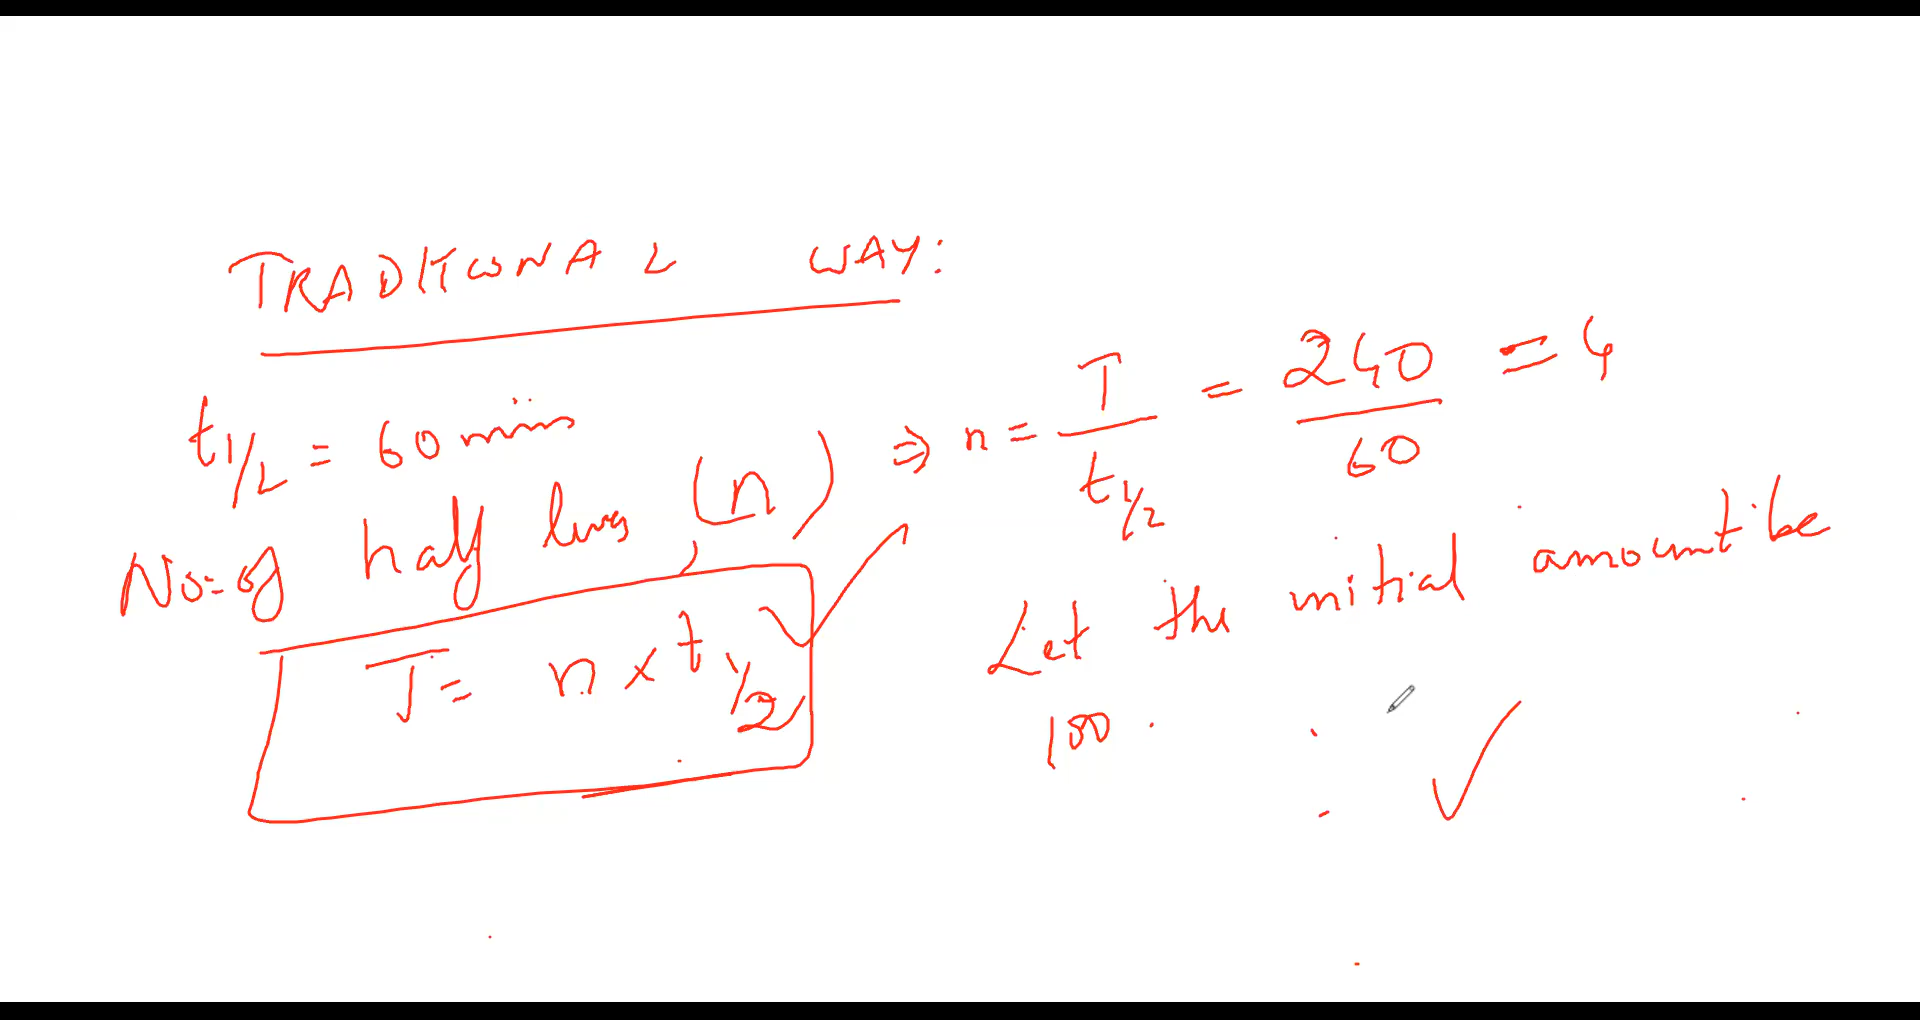 TRADITIONAL WAY:
t1/2 = 60 mins
No. of half lives (n)
T = n x t1/2
⇒ n = T/t1/2 = 240/60 = 4
Let the initial amount be
100.